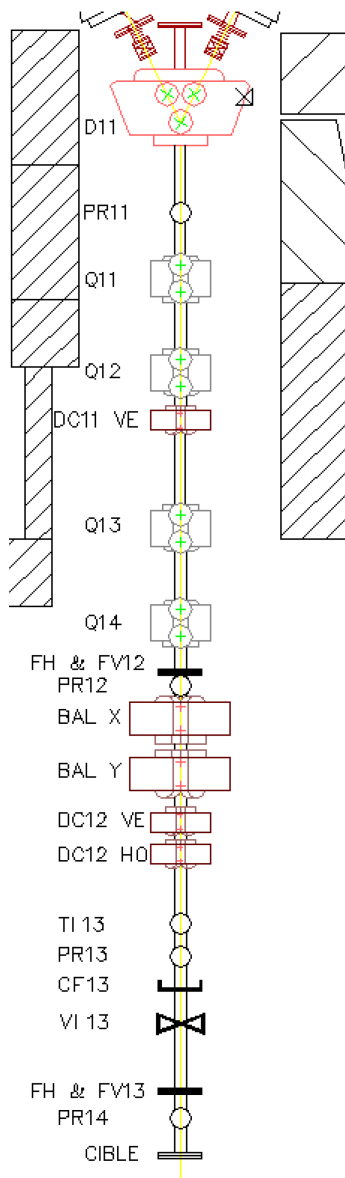 D11
PR11
Q11
Q12
DC11 VE
Q13
Q14
FH & FV12
PR12
BAL X
BAL Y
DC12 VE
DC12 HO
TI 13
PR13
CF13
VI 13
FH & FV13
PR14
CIBLE